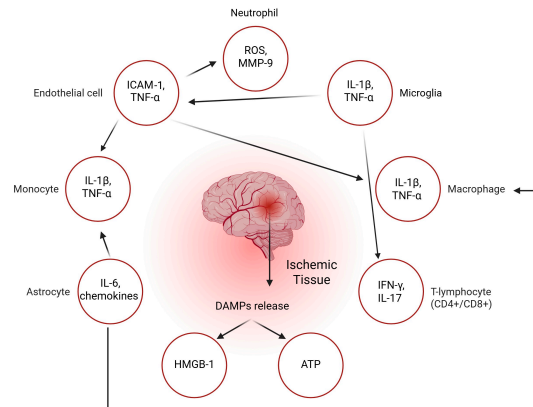 Neutrophil
ROS,
MMP-9
Endothelial cell
ICAM-1,
TNF-α
IL-1β,
TNF-α
Microglia
Monocyte
IL-1β,
TNF-α
IL-1β,
TNF-α
Macrophage
Ischemic
Tissue
Astrocyte
IL-6,
chemokines
IFN-γ,
IL-17
T-lymphocyte
(CD4+/CD8+)
DAMPs release
HMGB-1
ATP